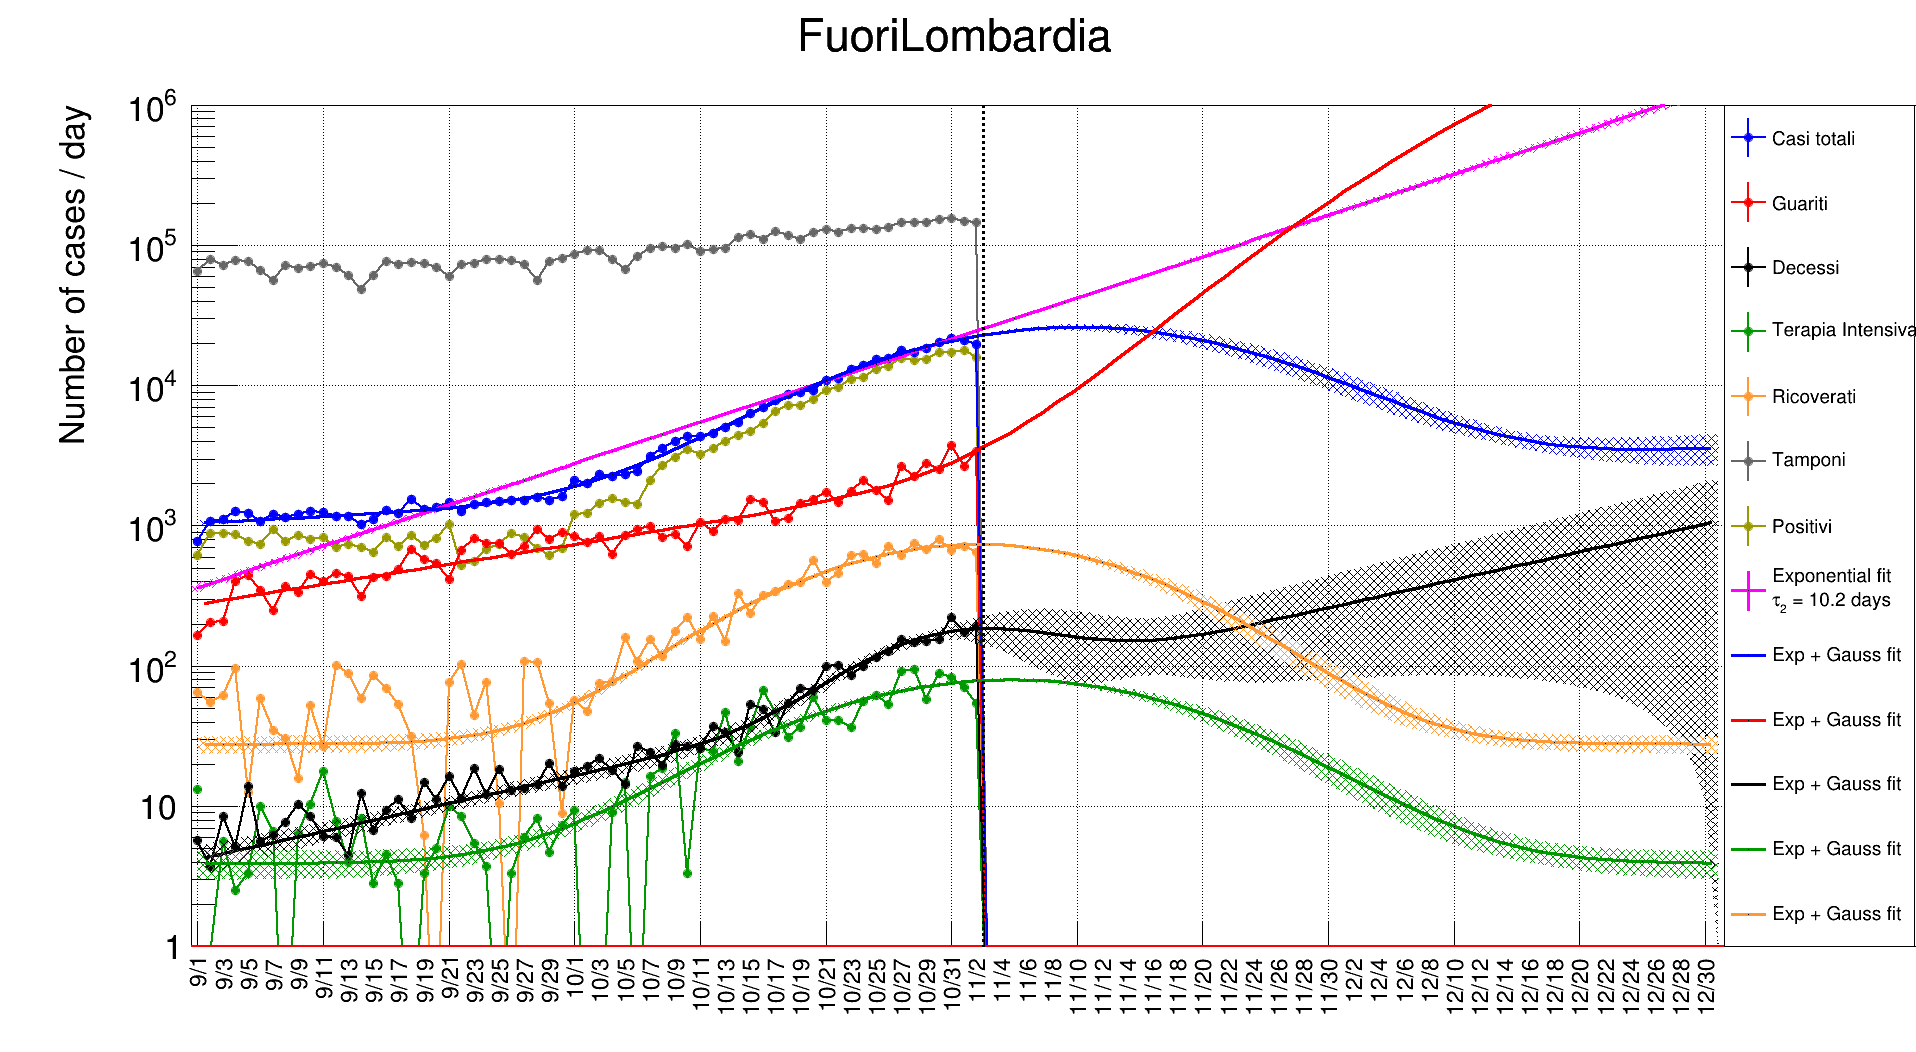 FuoriLombardia
Number of cases / day
10^6
10^5
10^4
10^3
10^2
10
1
9/1 9/3 9/5 9/7 9/9 9/11 9/13 9/15 9/17 9/19 9/21 9/23 9/25 9/27 9/29 10/1 10/3 10/5 10/7 10/9 10/11 10/13 10/15 10/17 10/19 10/21 10/23 10/25 10/27 10/29 10/31 11/2 11/4 11/6 11/8 11/10 11/12 11/14 11/16 11/18 11/20 11/22 11/24 11/26 11/28 11/30 12/2 12/4 12/6 12/8 12/10 12/12 12/14 12/16 12/18 12/20 12/22 12/24 12/26 12/28 12/30
Casi totali
Guariti
Decessi
Terapia Intensiva
Ricoverati
Tamponi
Positivi
Exponential fit
τ_2 = 10.2 days
Exp + Gauss fit
Exp + Gauss fit
Exp + Gauss fit
Exp + Gauss fit
Exp + Gauss fit